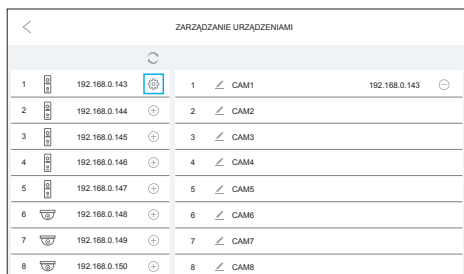 ZARZĄDZANIE URZĄDZENIAMI
1 192.168.0.143 1 CAM1 192.168.0.143
2 192.168.0.144 2 CAM2
3 192.168.0.145 3 CAM3
4 192.168.0.146 4 CAM4
5 192.168.0.147 5 CAM5
6 192.168.0.148 6 CAM6
7 192.168.0.149 7 CAM7
8 192.168.0.150 8 CAM8